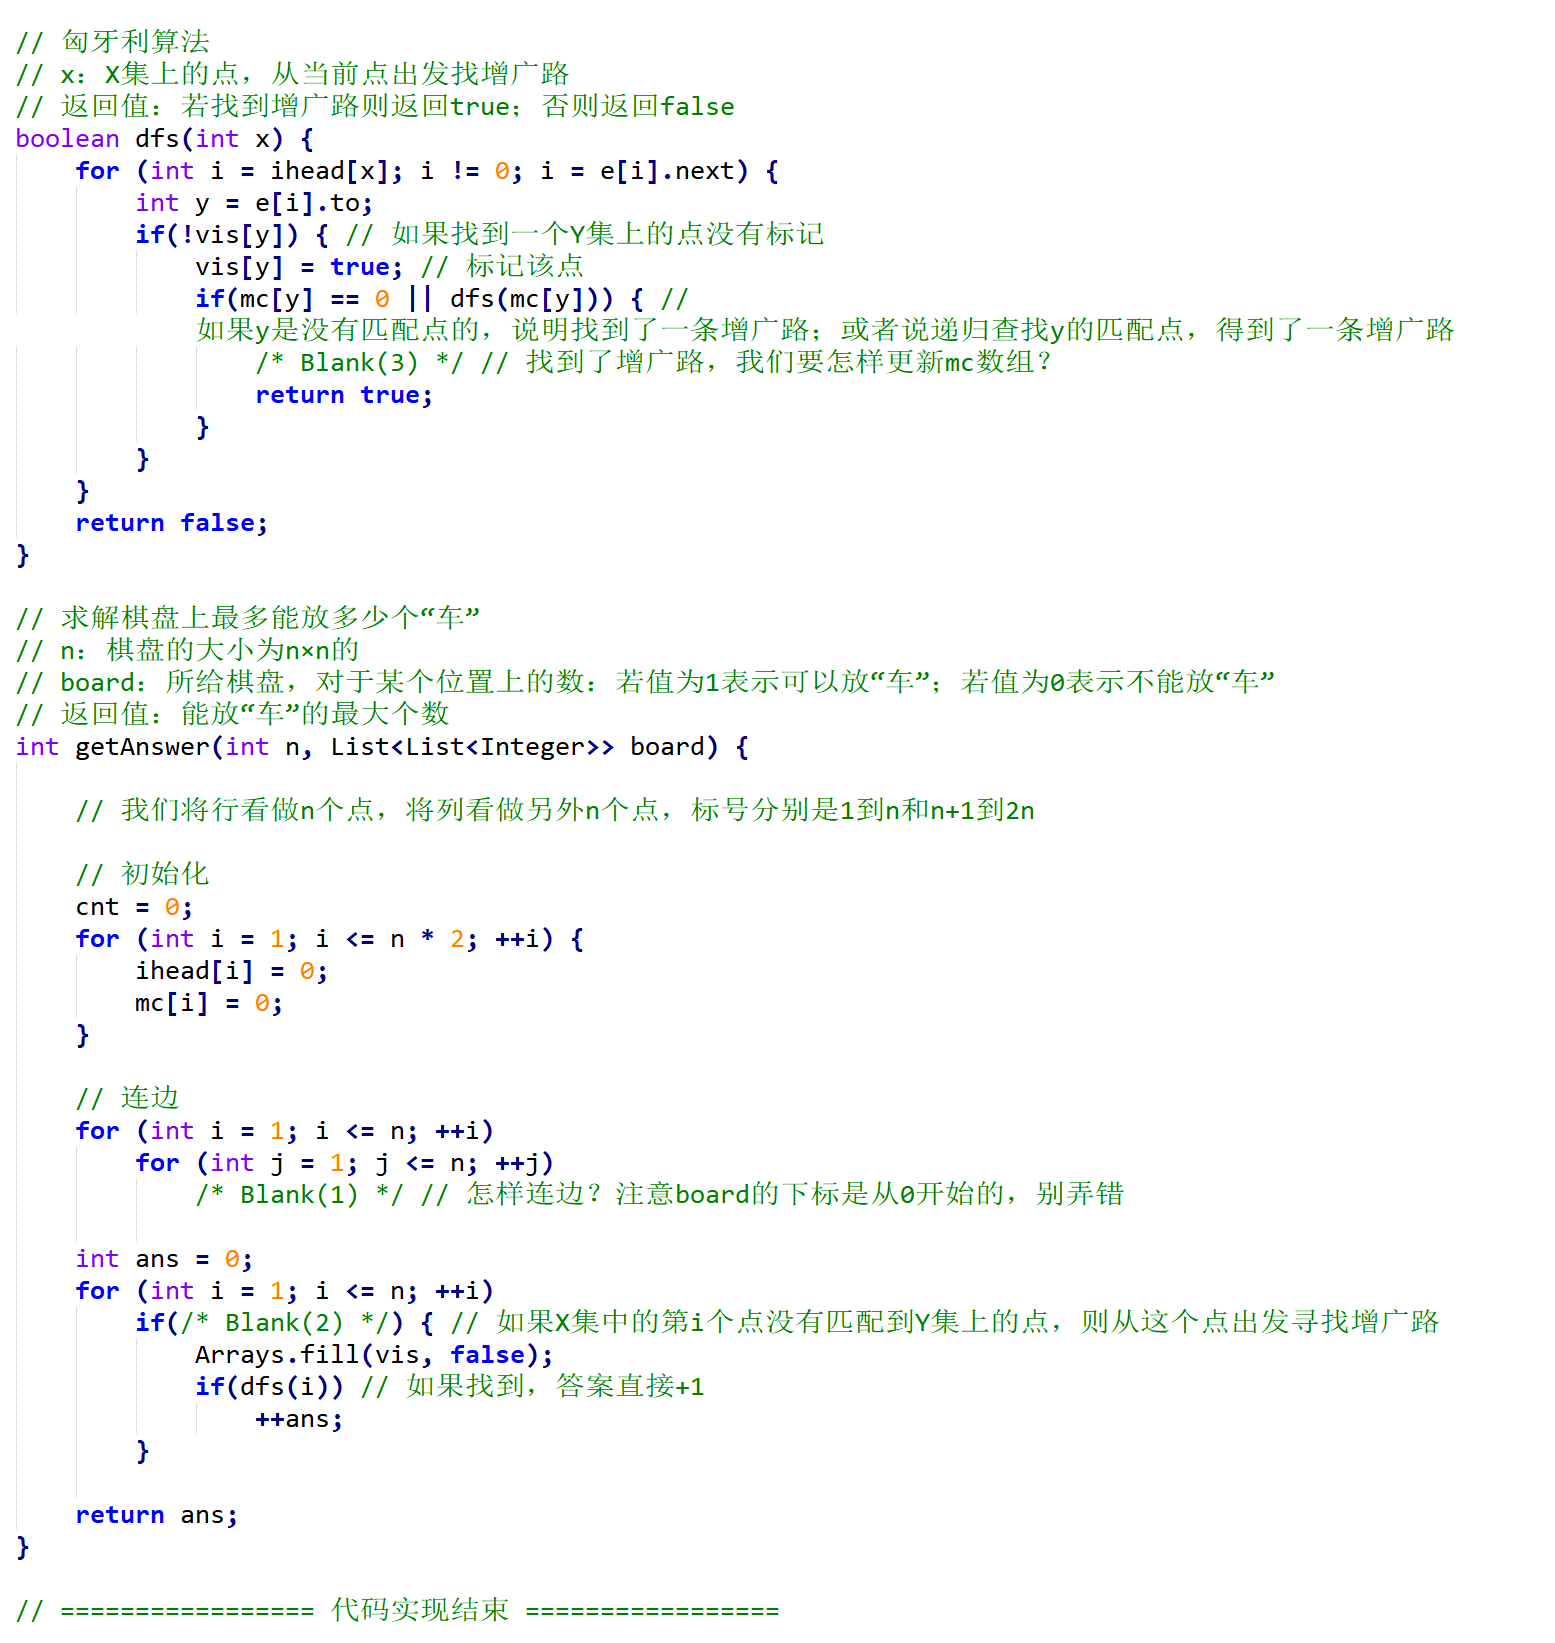 // 匈牙利算法
// x：X集上的点，从当前点出发找增广路
// 返回值：若找到增广路则返回true；否则返回false
boolean dfs(int x) {
    for (int i = ihead[x]; i != 0; i = e[i].next) {
        int y = e[i].to;
        if(!vis[y]) { // 如果找到一个Y集上的点没有标记
            vis[y] = true; // 标记该点
            if(mc[y] == 0 || dfs(mc[y])) { //
            如果y是没有匹配点的，说明找到了一条增广路；或者说递归查找y的匹配点，得到了一条增广路
                /* Blank(3) */ // 找到了增广路，我们要怎样更新mc数组？
                return true;
            }
        }
    }
    return false;
}

// 求解棋盘上最多能放多少个“车”
// n：棋盘的大小为n×n的
// board：所给棋盘，对于某个位置上的数：若值为1表示可以放“车”；若值为0表示不能放“车”
// 返回值：能放“车”的最大个数
int getAnswer(int n, List<List<Integer>> board) {

    // 我们将行看做n个点，将列看做另外n个点，标号分别是1到n和n+1到2n

    // 初始化
    cnt = 0;
    for (int i = 1; i <= n * 2; ++i) {
        ihead[i] = 0;
        mc[i] = 0;
    }

    // 连边
    for (int i = 1; i <= n; ++i)
        for (int j = 1; j <= n; ++j)
            /* Blank(1) */ // 怎样连边？注意board的下标是从0开始的，别弄错

    int ans = 0;
    for (int i = 1; i <= n; ++i)
        if(/* Blank(2) */) { // 如果X集中的第i个点没有匹配到Y集上的点，则从这个点出发寻找增广路
            Arrays.fill(vis, false);
            if(dfs(i)) // 如果找到，答案直接+1
                ++ans;
        }

    return ans;
}

// ================= 代码实现结束 =================